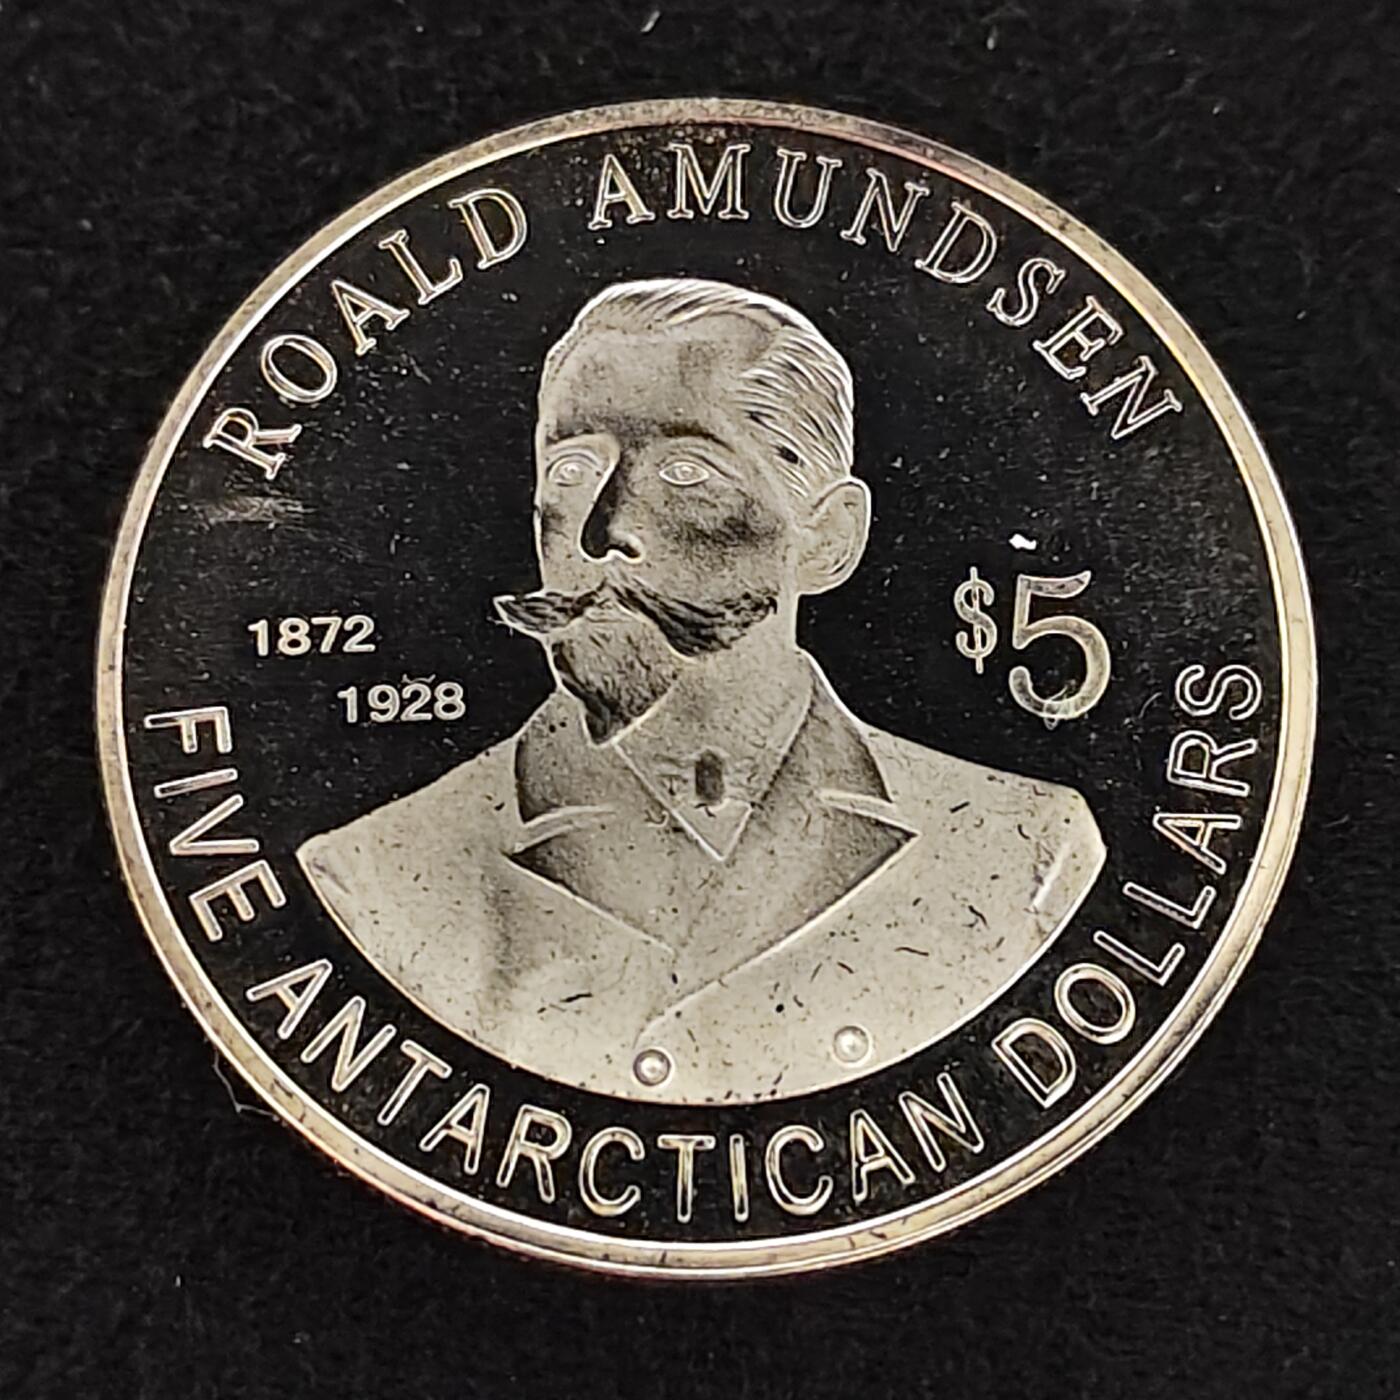 ROALD AMUNDSEN
1872
1928
$5
FIVE ANTARCTICAN DOLLARS